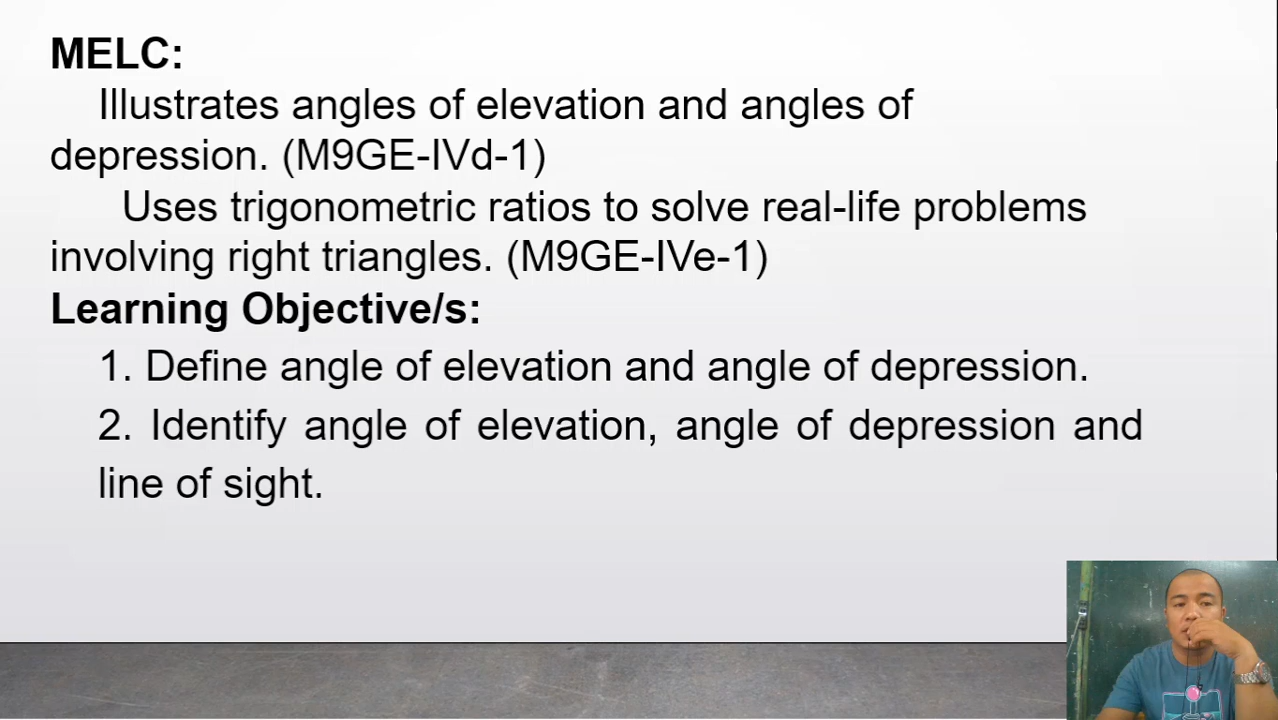 MELC:
Illustrates angles of elevation and angles of
depression. (M9GE-IVd-1)
Uses trigonometric ratios to solve real-life problems
involving right triangles. (M9GE-IVe-1)
Learning Objective/s:
1. Define angle of elevation and angle of depression.
2. Identify angle of elevation, angle of depression and
line of sight.